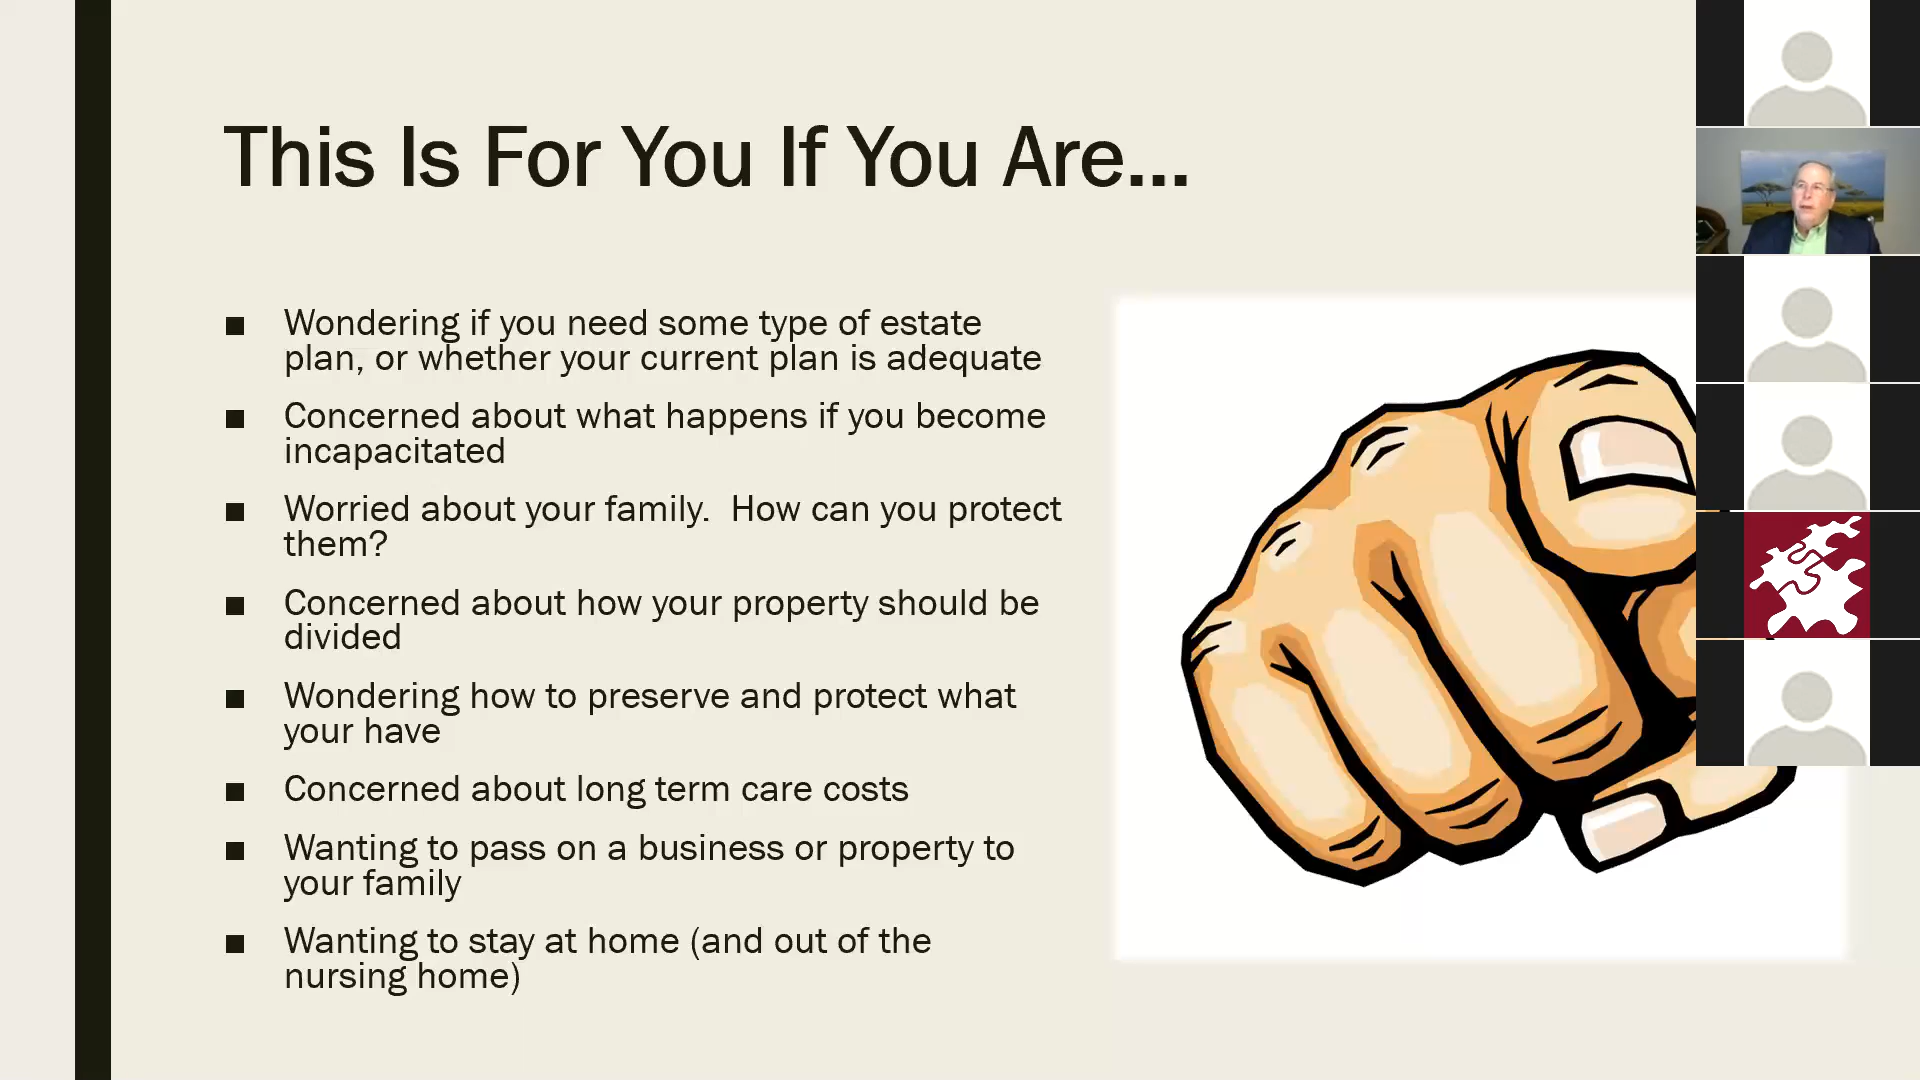 This Is For You If You Are...
■ Wondering if you need some type of estate
plan, or whether your current plan is adequate
■ Concerned about what happens if you become
incapacitated
■ Worried about your family.  How can you protect
them?
■ Concerned about how your property should be
divided
■ Wondering how to preserve and protect what
your have
■ Concerned about long term care costs
■ Wanting to pass on a business or property to
your family
■ Wanting to stay at home (and out of the
nursing home)